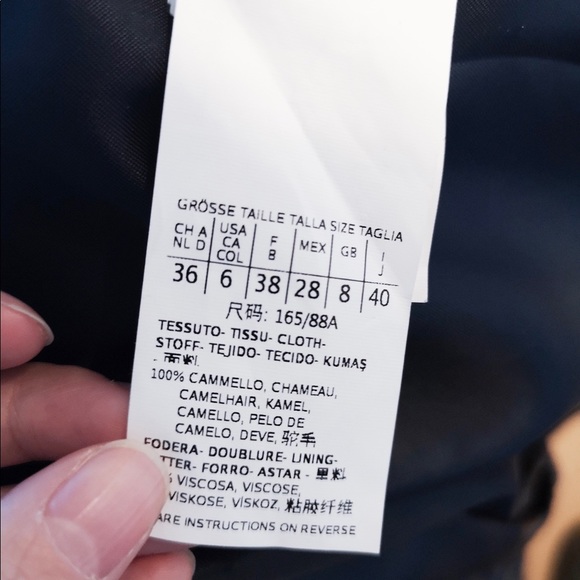 GRÖSSE TAILLE TALLA SIZE TAGLIA
CH A NL D USA CA COL F B MEX GB I J
36 6 38 28 8 40
尺码: 165/88A
TESSUTO- TISSU- CLOTH-
STOFF- TEJIDO- TECIDO- KUMAŞ
- 面料.
100% CAMMELLO, CHAMEAU,
CAMELHAIR, KAMEL,
CAMELLO, PELO DE
CAMELO, DEVE, 驼毛
FODERA- DOUBLURE- LINING-
TTER- FORRO- ASTAR - 里料
% VISCOSA, VISCOSE,
VISKOSE, VISKOZ, 粘胶纤维
ARE INSTRUCTIONS ON REVERSE